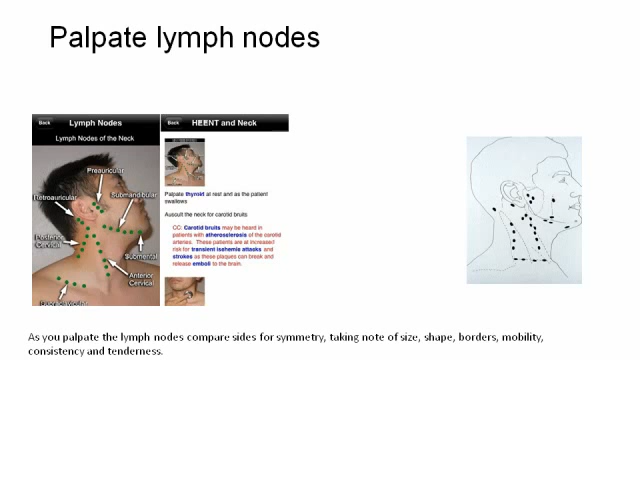 Palpate lymph nodes
Back
Lymph Nodes
Lymph Nodes of the Neck
Preauricular
Retroauricular
Submandibular
Posterior
Cervical
Submental
Anterior
Cervical
Back
HEENT and Neck
Palpate thyroid at rest and as the patient
swallows
Auscult the neck for carotid bruits
CC: Carotid bruits may be heard in
patients with atherosclerosis of the carotid
arteries. These patients are at increased
risk for transient ischemic attacks and
strokes as these plaques can break and
release emboli to the brain.
As you palpate the lymph nodes compare sides for symmetry, taking note of size, shape, borders, mobility,
consistency and tenderness.